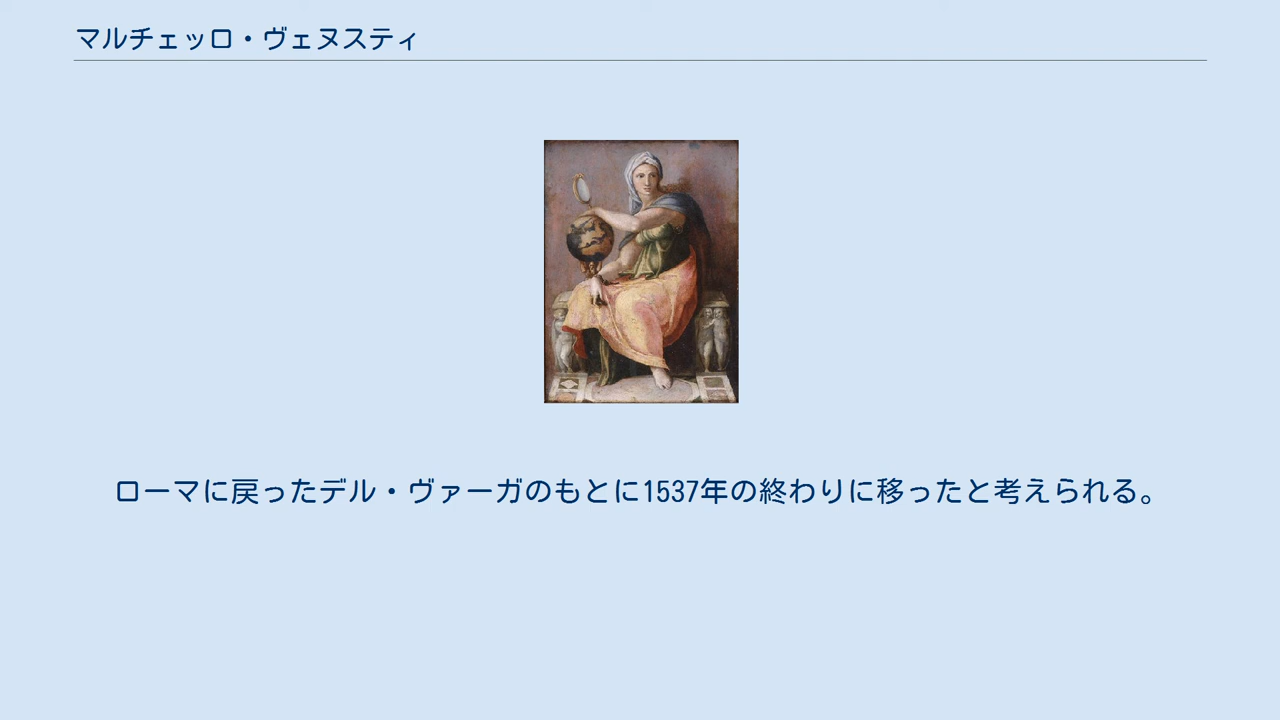 マルチェッロ・ヴェヌスティ
ローマに戻ったデル・ヴァーガのもとに1537年の終わりに移ったと考えられる。